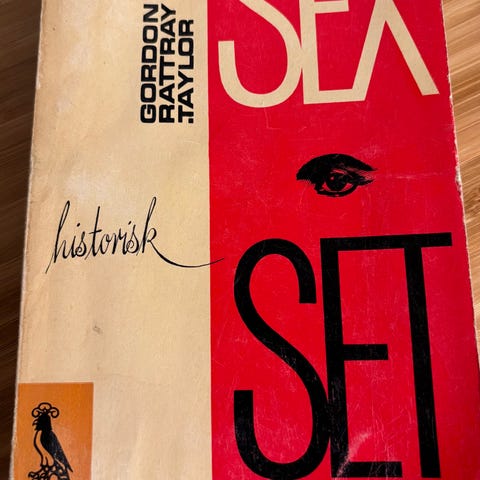 GORDON
RATTRAY
TAYLOR
SEX
historisk
SET